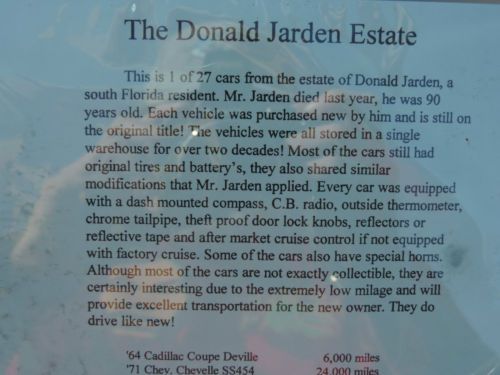 The Donald Jarden Estate
This is 1 of 27 cars from the estate of Donald Jarden, a
south Florida resident. Mr. Jarden died last year, he was 90
years old. Each vehicle was purchased new by him and is still on
the original title! The vehicles were all stored in a single
warehouse for over two decades! Most of the cars still had
original tires and battery's, they also shared similar
modifications that Mr. Jarden applied. Every car was equipped
with a dash mounted compass, C.B. radio, outside thermometer,
chrome tailpipe, theft proof door lock knobs, reflectors or
reflective tape and after market cruise control if not equipped
with factory cruise. Some of the cars also have special horns.
Although most of the cars are not exactly collectible, they are
certainly interesting due to the extremely low milage and will
provide excellent transportation for the new owner. They do
drive like new!
'64 Cadillac Coupe Deville 6,000 miles
'71 Chev. Chevelle SS454 24,000 miles